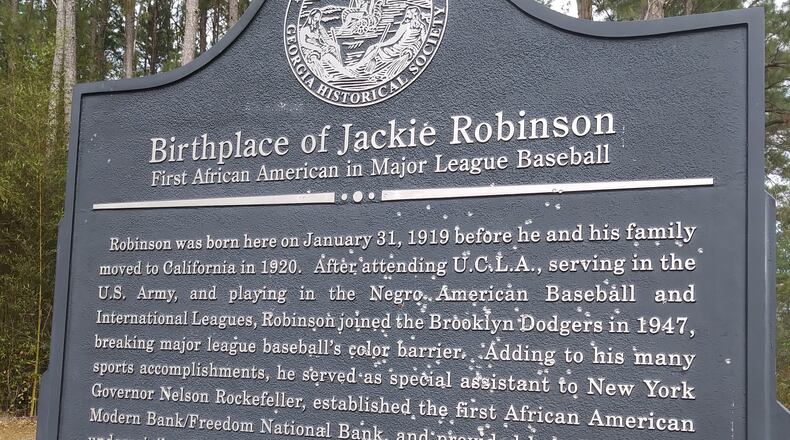 GEORGIA HISTORICAL SOCIETY
Birthplace of Jackie Robinson
First African American in Major League Baseball
Robinson was born here on January 31, 1919 before he and his family
moved to California in 1920. After attending U.C.L.A., serving in the
U.S. Army, and playing in the Negro American Baseball and
International Leagues, Robinson joined the Brooklyn Dodgers in 1947,
breaking major league baseball's color barrier. Adding to his many
sports accomplishments, he served as special assistant to New York
Governor Nelson Rockefeller, established the first African American
Modern Bank/Freedom National Bank, and provided